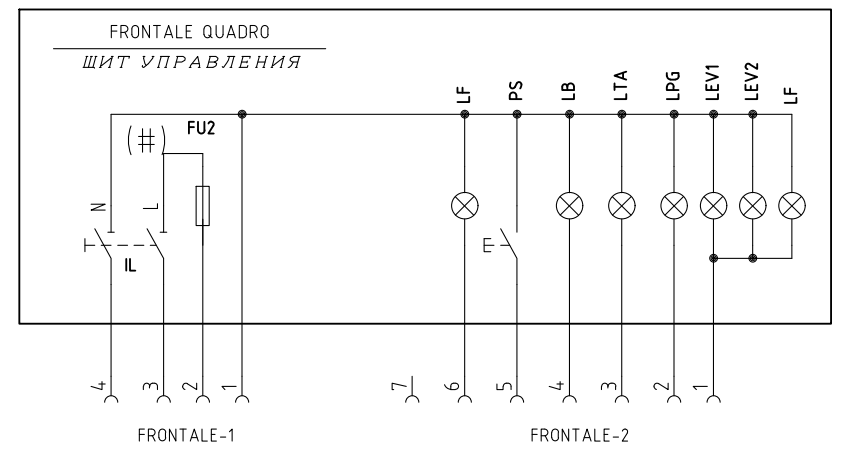 FRONTALE QUADRO
ЩИТ УПРАВЛЕНИЯ
LF PS LB LTA LPG LEV1 LEV2 LF
(#) FU2
N L
IL
4 3 2 1 7 6 5 4 3 2 1
FRONTALE-1 FRONTALE-2